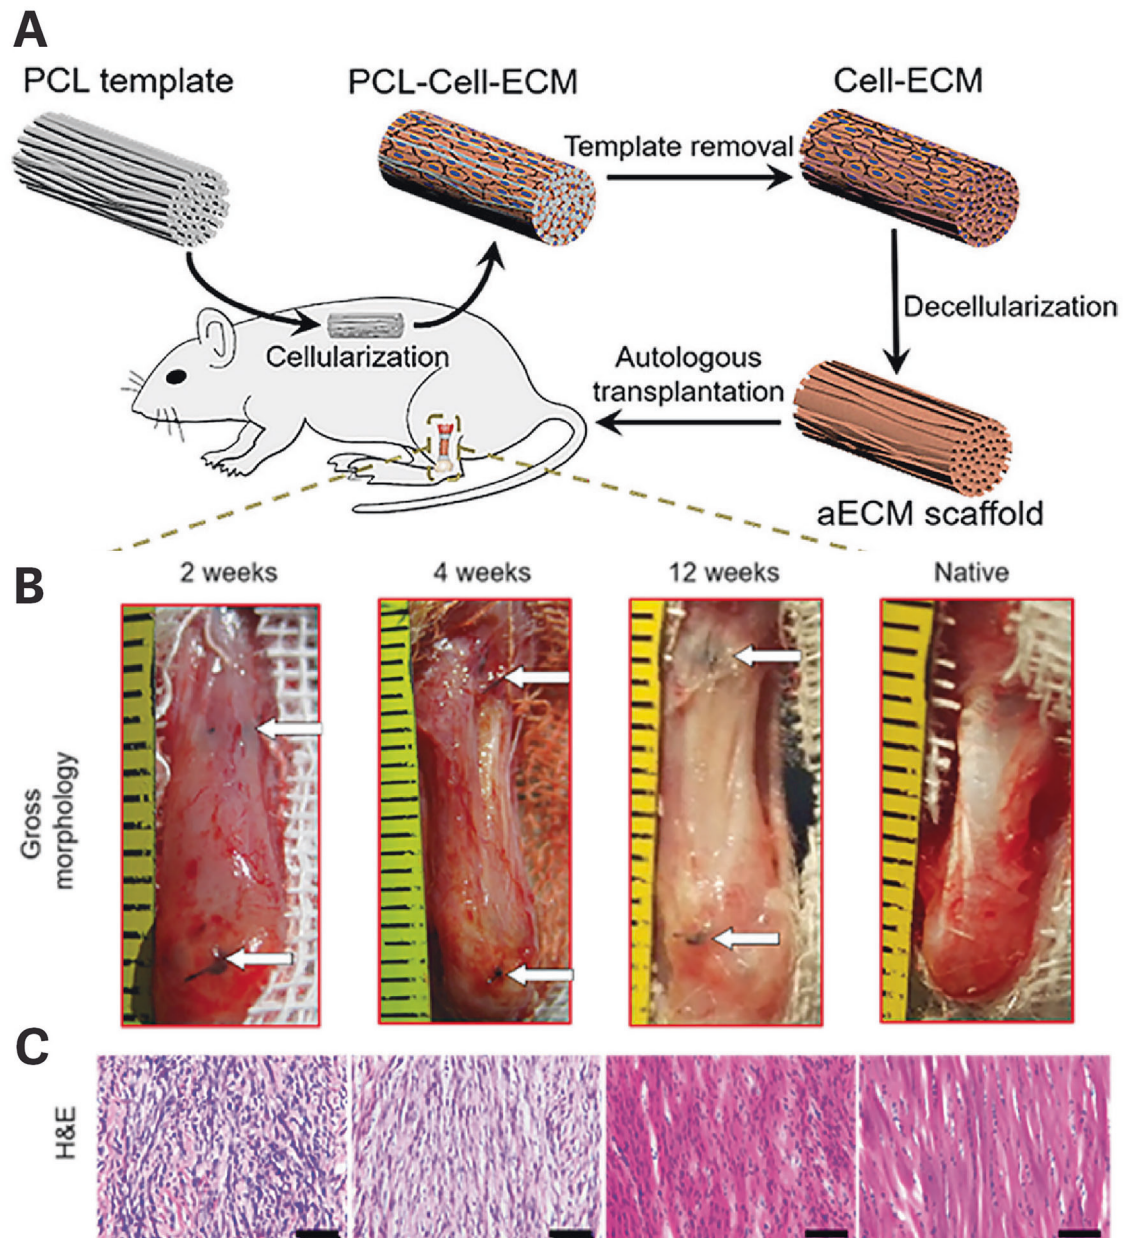 A
PCL template
PCL-Cell-ECM
Cell-ECM
Template removal
Decellularization
Cellularization
Autologous
transplantation
aECM scaffold
B
2 weeks
4 weeks
12 weeks
Native
Gross
morphology
C
H&E